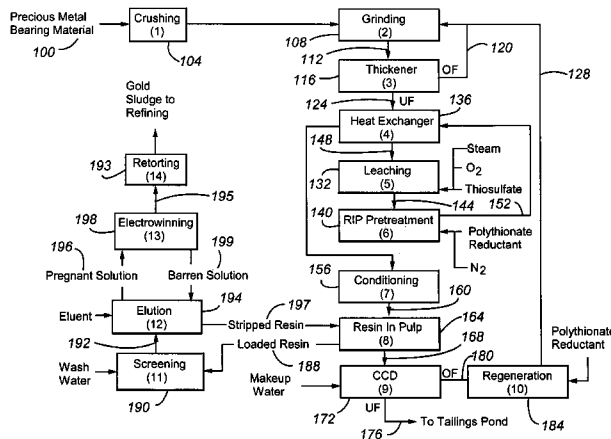 Precious Metal
Bearing Material
100
Crushing
(1)
104
Grinding
(2)
108
112
120
128
Thickener
(3)
116
OF
124
UF
136
Heat Exchanger
(4)
148
Steam
O2
Thiosulfate
Leaching
(5)
132
144
152
RIP Pretreatment
(6)
140
Polythionate
Reductant
N2
Gold
Sludge to
Refining
193
Retorting
(14)
195
198
Electrowinning
(13)
196
199
Pregnant Solution
Barren Solution
156
Conditioning
(7)
160
197
194
Eluent
Elution
(12)
Stripped Resin
Resin In Pulp
(8)
164
192
Loaded Resin
188
168
180
Polythionate
Reductant
Wash
Water
Screening
(11)
190
Makeup
Water
CCD
(9)
OF
Regeneration
(10)
172
UF
176
To Tailings Pond
184